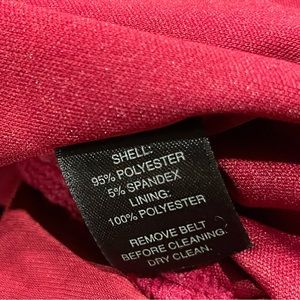 SHELL:
95% POLYESTER
5% SPANDEX
LINING:
100% POLYESTER
REMOVE BELT
BEFORE CLEANING.
DRY CLEAN.